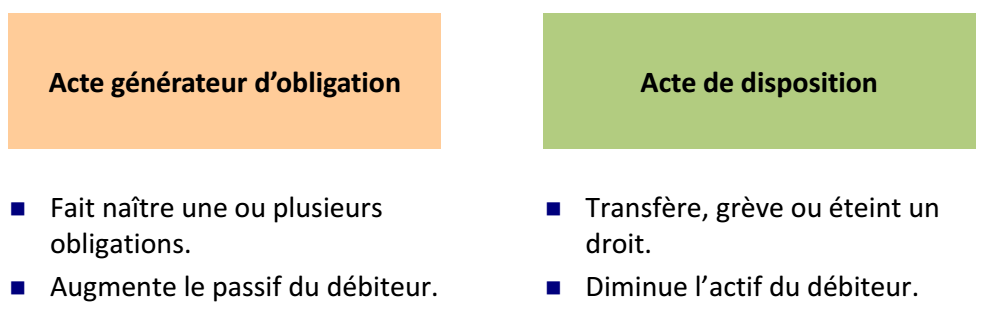 Acte générateur d’obligation
Fait naître une ou plusieurs
obligations.
Augmente le passif du débiteur.
Acte de disposition
Transfère, grève ou éteint un
droit.
Diminue l’actif du débiteur.